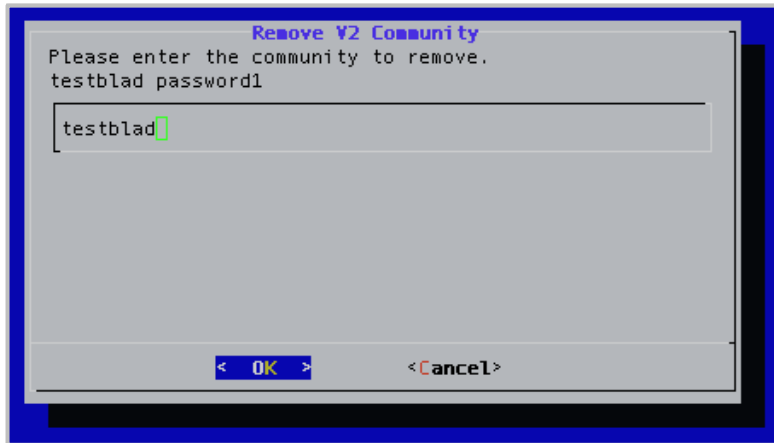 Remove V2 Community
Please enter the community to remove.
testblad password1
testblad
< OK > <Cancel>